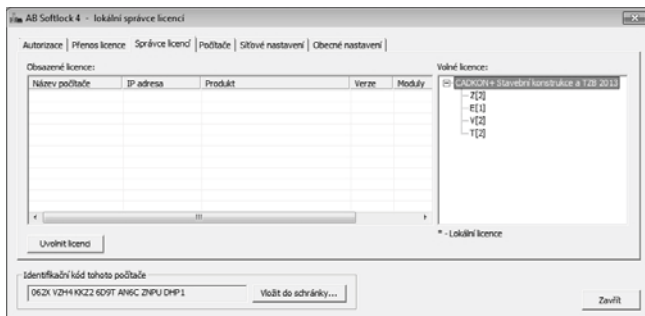 AB Softlock 4 - lokální správce licencí
Autorizace | Přenos licence | Správce licencí | Počítače | Síťové nastavení | Obecné nastavení
Obsazené licence:
Název počítače IP adresa Produkt Verze Moduly
Uvolnit licenci
Volné licence:
CADKON+ Stavební konstrukce a TZB 2013
Z[2]
E[1]
V[2]
T[2]
* - Lokální licence
Identifikační kód tohoto počítače
062X VZH4 KKZ2 6D9T AN6C ZNPU DHP1
Vložit do schránky...
Zavřít